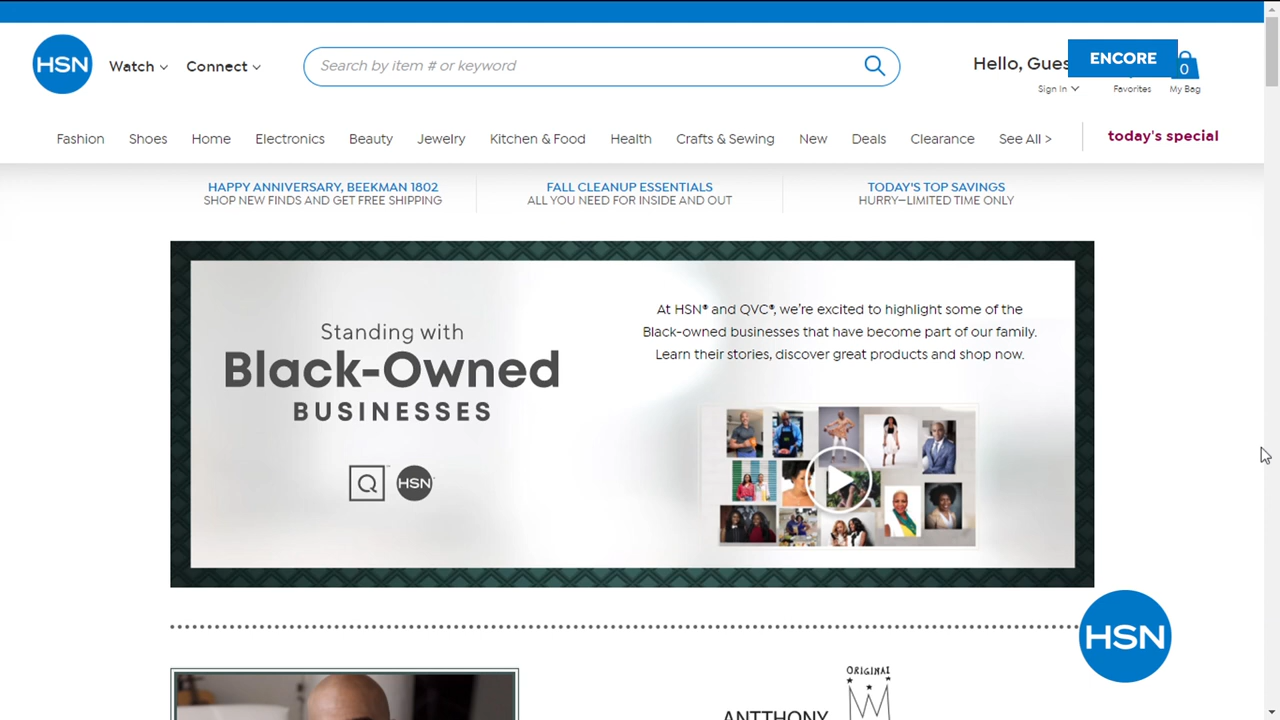 HSN
Watch
Connect
Search by item # or keyword
Hello, Gues
ENCORE
0
Sign In
Favorites
My Bag
Fashion
Shoes
Home
Electronics
Beauty
Jewelry
Kitchen & Food
Health
Crafts & Sewing
New
Deals
Clearance
See All >
today's special
HAPPY ANNIVERSARY, BEEKMAN 1802
SHOP NEW FINDS AND GET FREE SHIPPING
FALL CLEANUP ESSENTIALS
ALL YOU NEED FOR INSIDE AND OUT
TODAY'S TOP SAVINGS
HURRY—LIMITED TIME ONLY
Standing with
Black-Owned
BUSINESSES
Q
HSN
At HSN® and QVC®, we're excited to highlight some of the
Black-owned businesses that have become part of our family.
Learn their stories, discover great products and shop now.
HSN
ORIGINAL
ANTTHONY